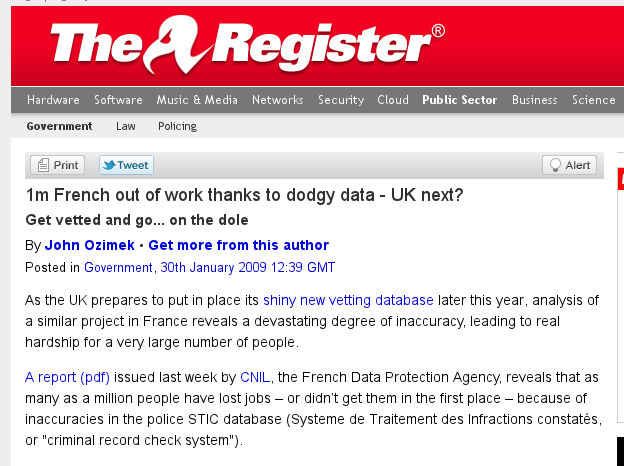 The Register®
Hardware Software Music & Media Networks Security Cloud Public Sector Business Science
Government Law Policing
Print Tweet Alert
1m French out of work thanks to dodgy data - UK next?
Get vetted and go... on the dole
By John Ozimek • Get more from this author
Posted in Government, 30th January 2009 12:39 GMT
As the UK prepares to put in place its shiny new vetting database later this year, analysis of
a similar project in France reveals a devastating degree of inaccuracy, leading to real
hardship for a very large number of people.
A report (pdf) issued last week by CNIL, the French Data Protection Agency, reveals that as
many as a million people have lost jobs – or didn't get them in the first place – because of
inaccuracies in the police STIC database (Systeme de Traitement des Infractions constatés,
or "criminal record check system").